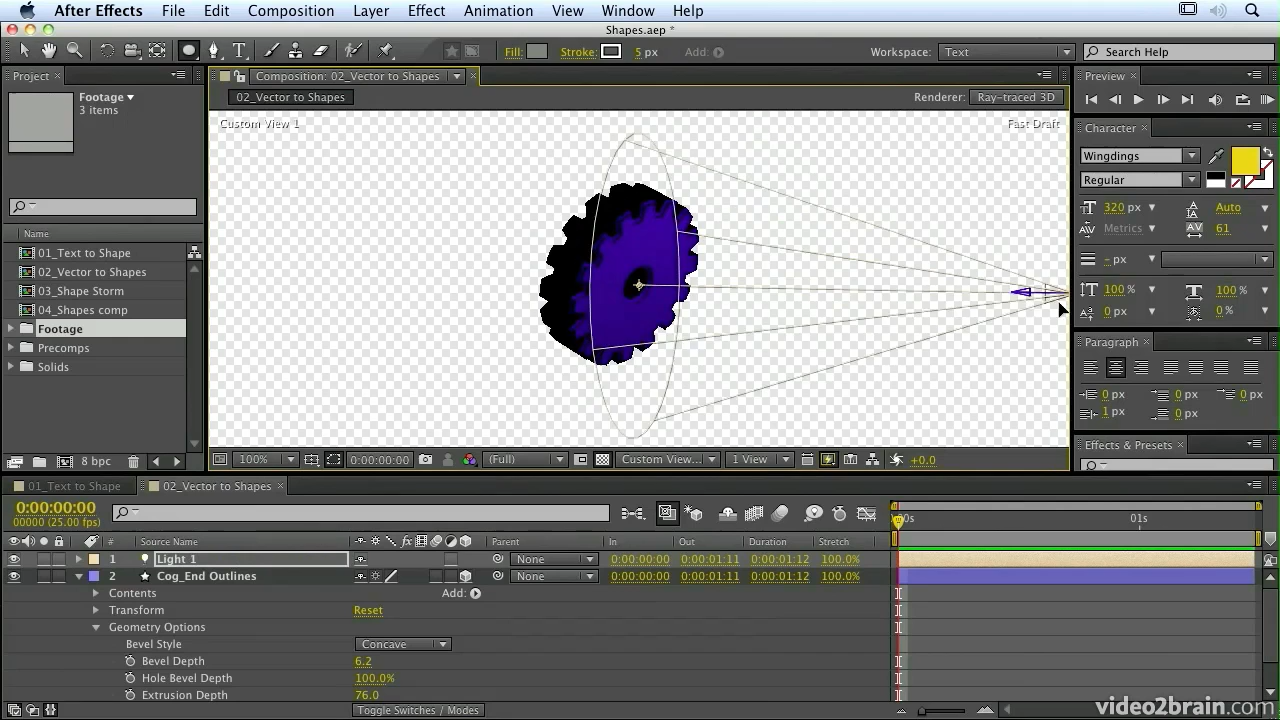 After Effects File Edit Composition Layer Effect Animation View Window Help
Shapes.aep *
Fill: Stroke: 5 px Add: Workspace: Text Search Help
Project
Footage
3 items
Name
01_Text to Shape
02_Vector to Shapes
03_Shape Storm
04_Shapes comp
Footage
Precomps
Solids
8 bpc
Composition: 02_Vector to Shapes
02_Vector to Shapes
Renderer: Ray-traced 3D
Custom View 1
Fast Draft
100% 0:00:00:00 (Full) Custom View... 1 View +0.0
Preview
Character
Wingdings
Regular
320 px Auto
Metrics 61
- px
100 % 100 %
0 px 0 %
Paragraph
0 px 0 px 0 px
1 px 0 px
Effects & Presets
01_Text to Shape 02_Vector to Shapes
0:00:00:00
00000 (25.00 fps)
00s 01s
# Source Name Parent In Out Duration Stretch
1 Light 1 None 0:00:00:00 0:00:01:11 0:00:01:12 100.0%
2 Cog_End Outlines None 0:00:00:00 0:00:01:11 0:00:01:12 100.0%
Contents Add:
Transform Reset
Geometry Options
Bevel Style Concave
Bevel Depth 6.2
Hole Bevel Depth 100.0%
Extrusion Depth 76.0
Toggle Switches / Modes
video2brain.com